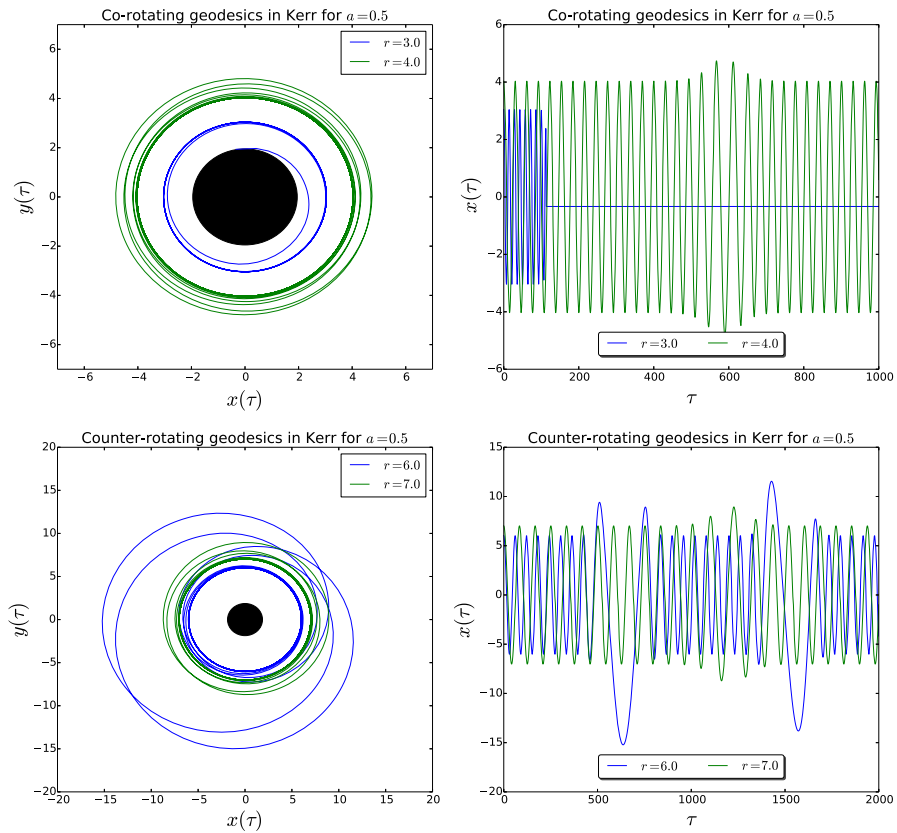 Co-rotating geodesics in Kerr for a = 0.5
r = 3.0
r = 4.0
6
4
2
0
−2
−4
−6
y(τ)
−6 −4 −2 0 2 4 6
x(τ)
Co-rotating geodesics in Kerr for a = 0.5
6
4
2
0
−2
−4
−6
x(τ)
r = 3.0 r = 4.0
0 200 400 600 800 1000
τ
Counter-rotating geodesics in Kerr for a = 0.5
r = 6.0
r = 7.0
20
15
10
5
0
−5
−10
−15
−20
y(τ)
−20 −15 −10 −5 0 5 10 15 20
x(τ)
Counter-rotating geodesics in Kerr for a = 0.5
15
10
5
0
−5
−10
−15
−20
x(τ)
r = 6.0 r = 7.0
0 500 1000 1500 2000
τ